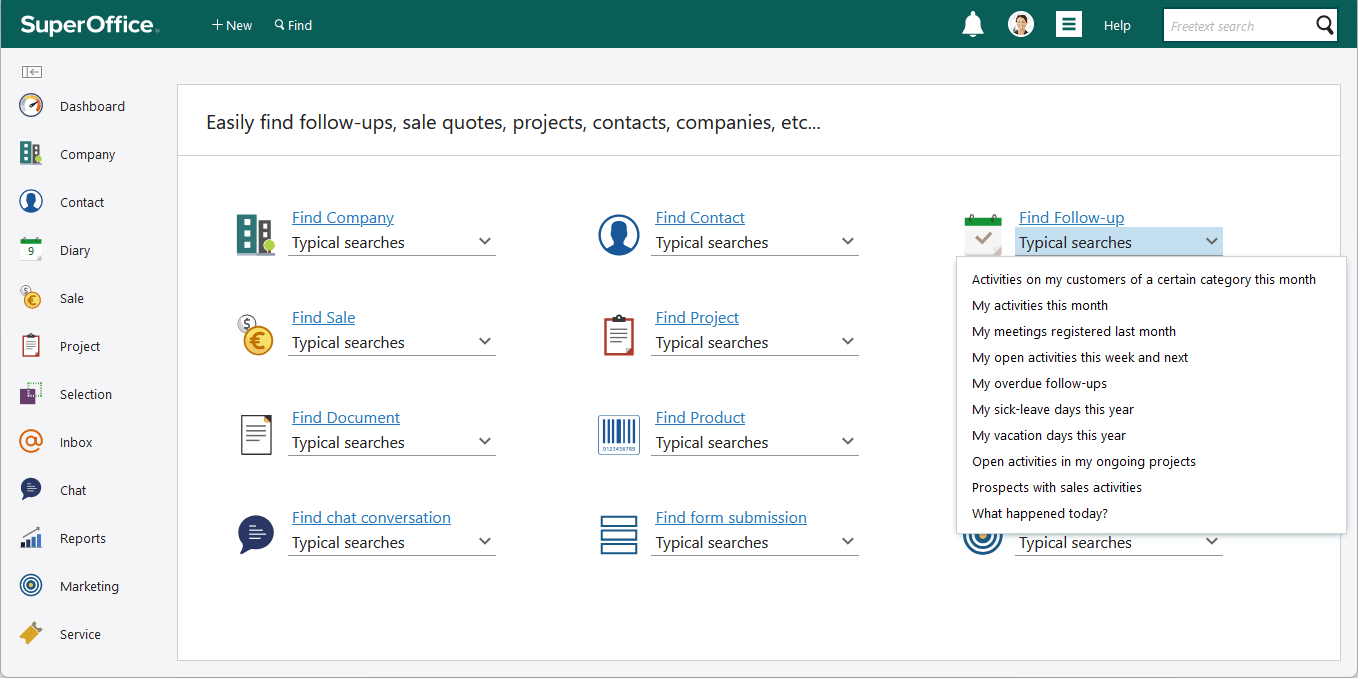 SuperOffice
+ New
Find
Help
Freetext search
Dashboard
Company
Contact
9
Diary
Sale
Project
Selection
Inbox
Chat
Reports
Marketing
Service
Easily find follow-ups, sale quotes, projects, contacts, companies, etc...
Find Company
Typical searches
Find Contact
Typical searches
Find Follow-up
Typical searches
Activities on my customers of a certain category this month
My activities this month
My meetings registered last month
My open activities this week and next
My overdue follow-ups
My sick-leave days this year
My vacation days this year
Open activities in my ongoing projects
Prospects with sales activities
What happened today?
$
€
Find Sale
Typical searches
Find Project
Typical searches
Find Document
Typical searches
0123456789
Find Product
Typical searches
Find chat conversation
Typical searches
Find form submission
Typical searches
Typical searches